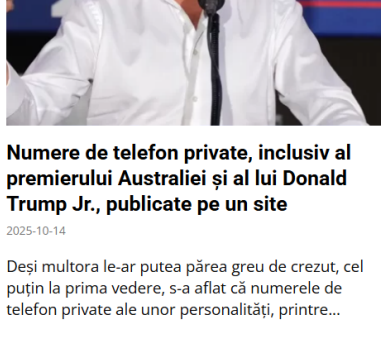 Numere de telefon private, inclusiv al
premierului Australiei și al lui Donald
Trump Jr., publicate pe un site
2025-10-14
Deși multora le-ar putea părea greu de crezut, cel
puțin la prima vedere, s-a aflat că numerele de
telefon private ale unor personalități, printre...